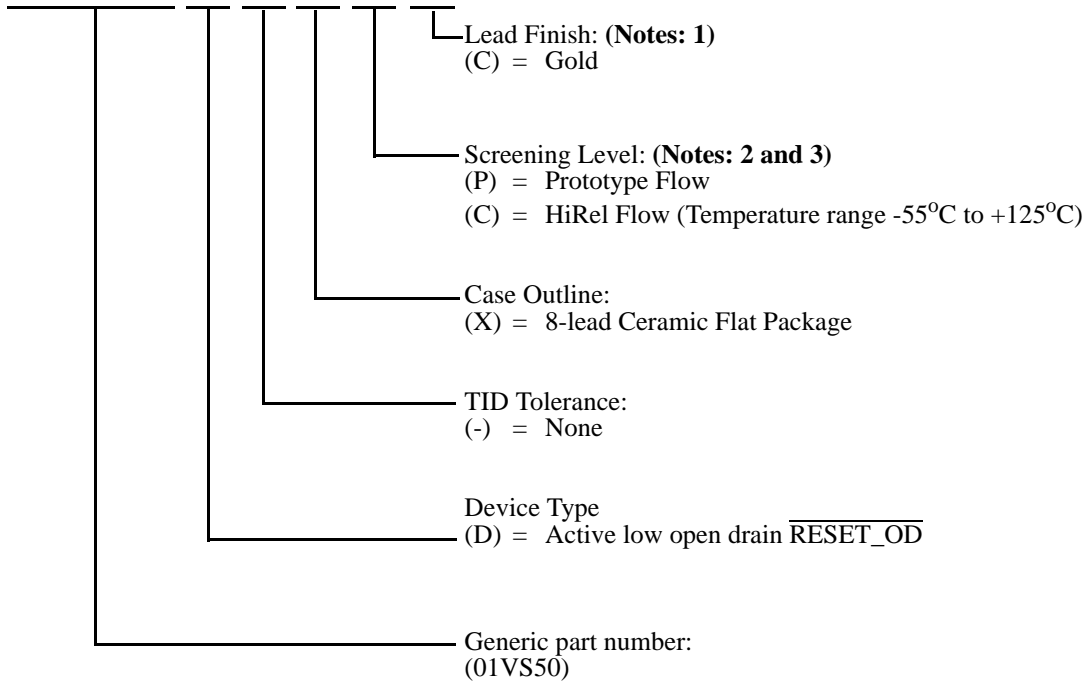 Lead Finish: (Notes: 1)
(C) = Gold
Screening Level: (Notes: 2 and 3)
(P) = Prototype Flow
(C) = HiRel Flow (Temperature range -55°C to +125°C)
Case Outline:
(X) = 8-lead Ceramic Flat Package
TID Tolerance:
(-) = None
Device Type
(D) = Active low open drain RESET_OD
Generic part number:
(01VS50)